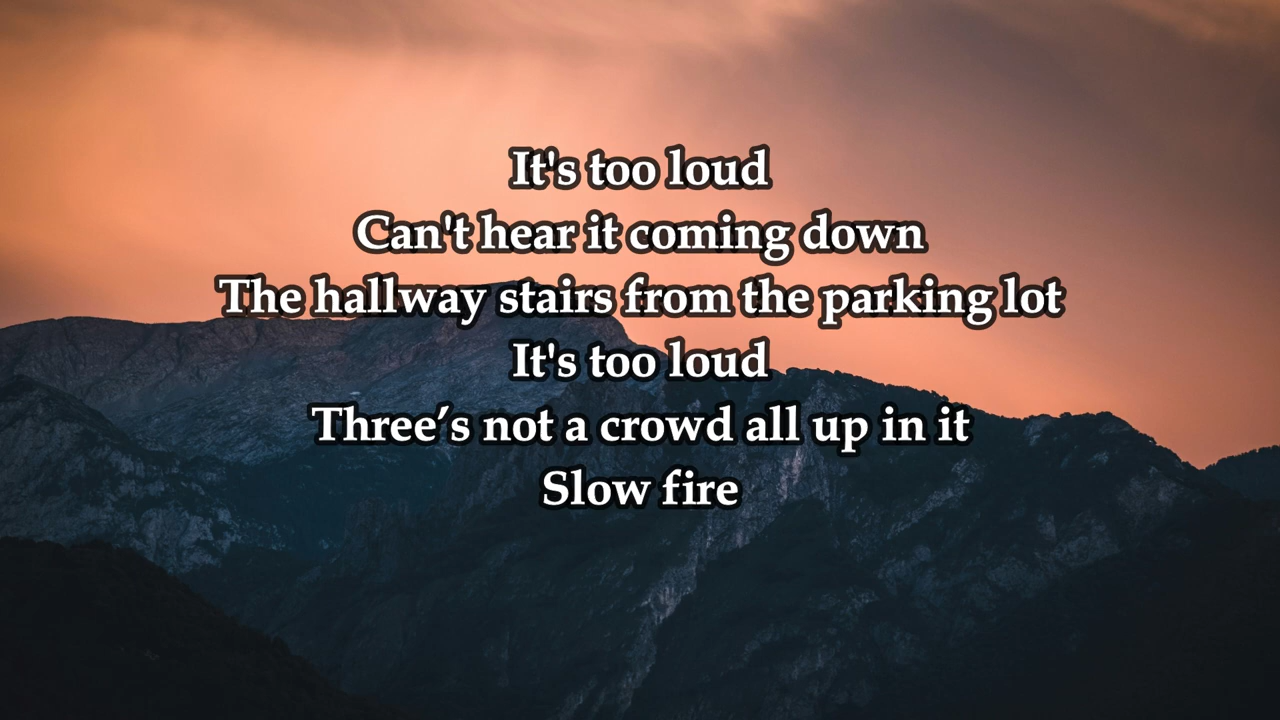 It's too loud
Can't hear it coming down
The hallway stairs from the parking lot
It's too loud
Three’s not a crowd all up in it
Slow fire